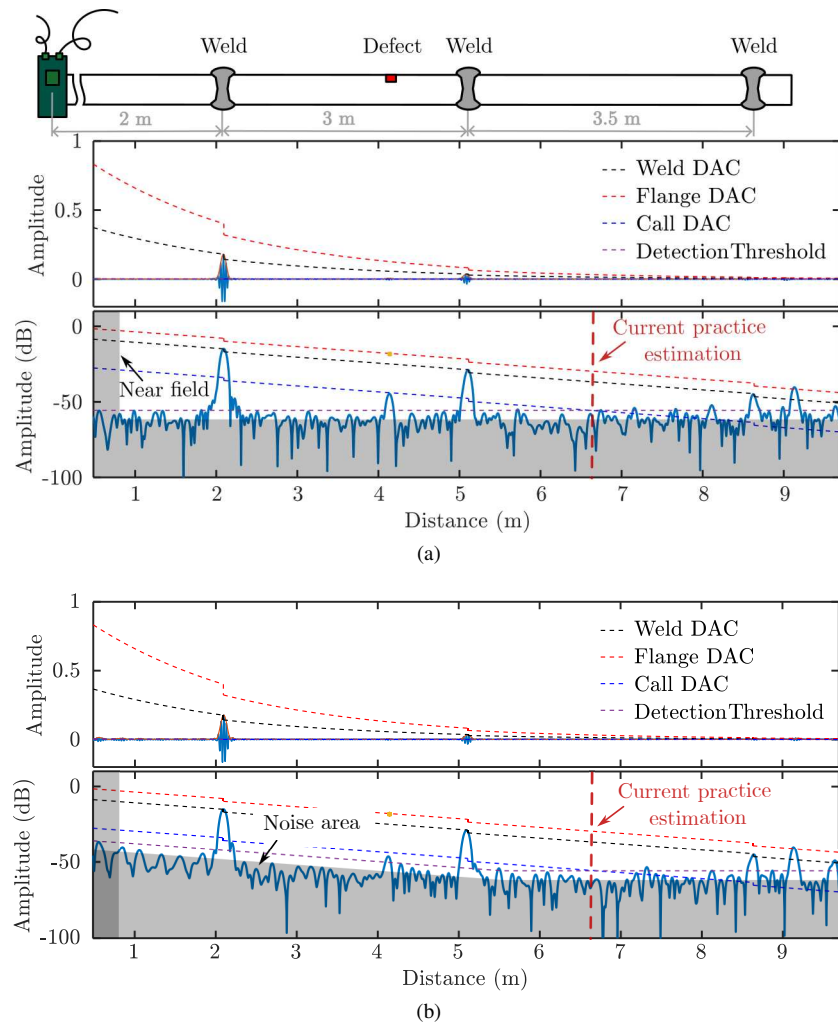 Weld
Defect
Weld
Weld
2 m
3 m
3.5 m
1
0.5
0
Amplitude
Weld DAC
Flange DAC
Call DAC
DetectionThreshold
0
-50
-100
Amplitude (dB)
Near field
Current practice
estimation
1 2 3 4 5 6 7 8 9
Distance (m)
(a)
1
0.5
0
Amplitude
Weld DAC
Flange DAC
Call DAC
DetectionThreshold
0
-50
-100
Amplitude (dB)
Noise area
Current practice
estimation
1 2 3 4 5 6 7 8 9
Distance (m)
(b)